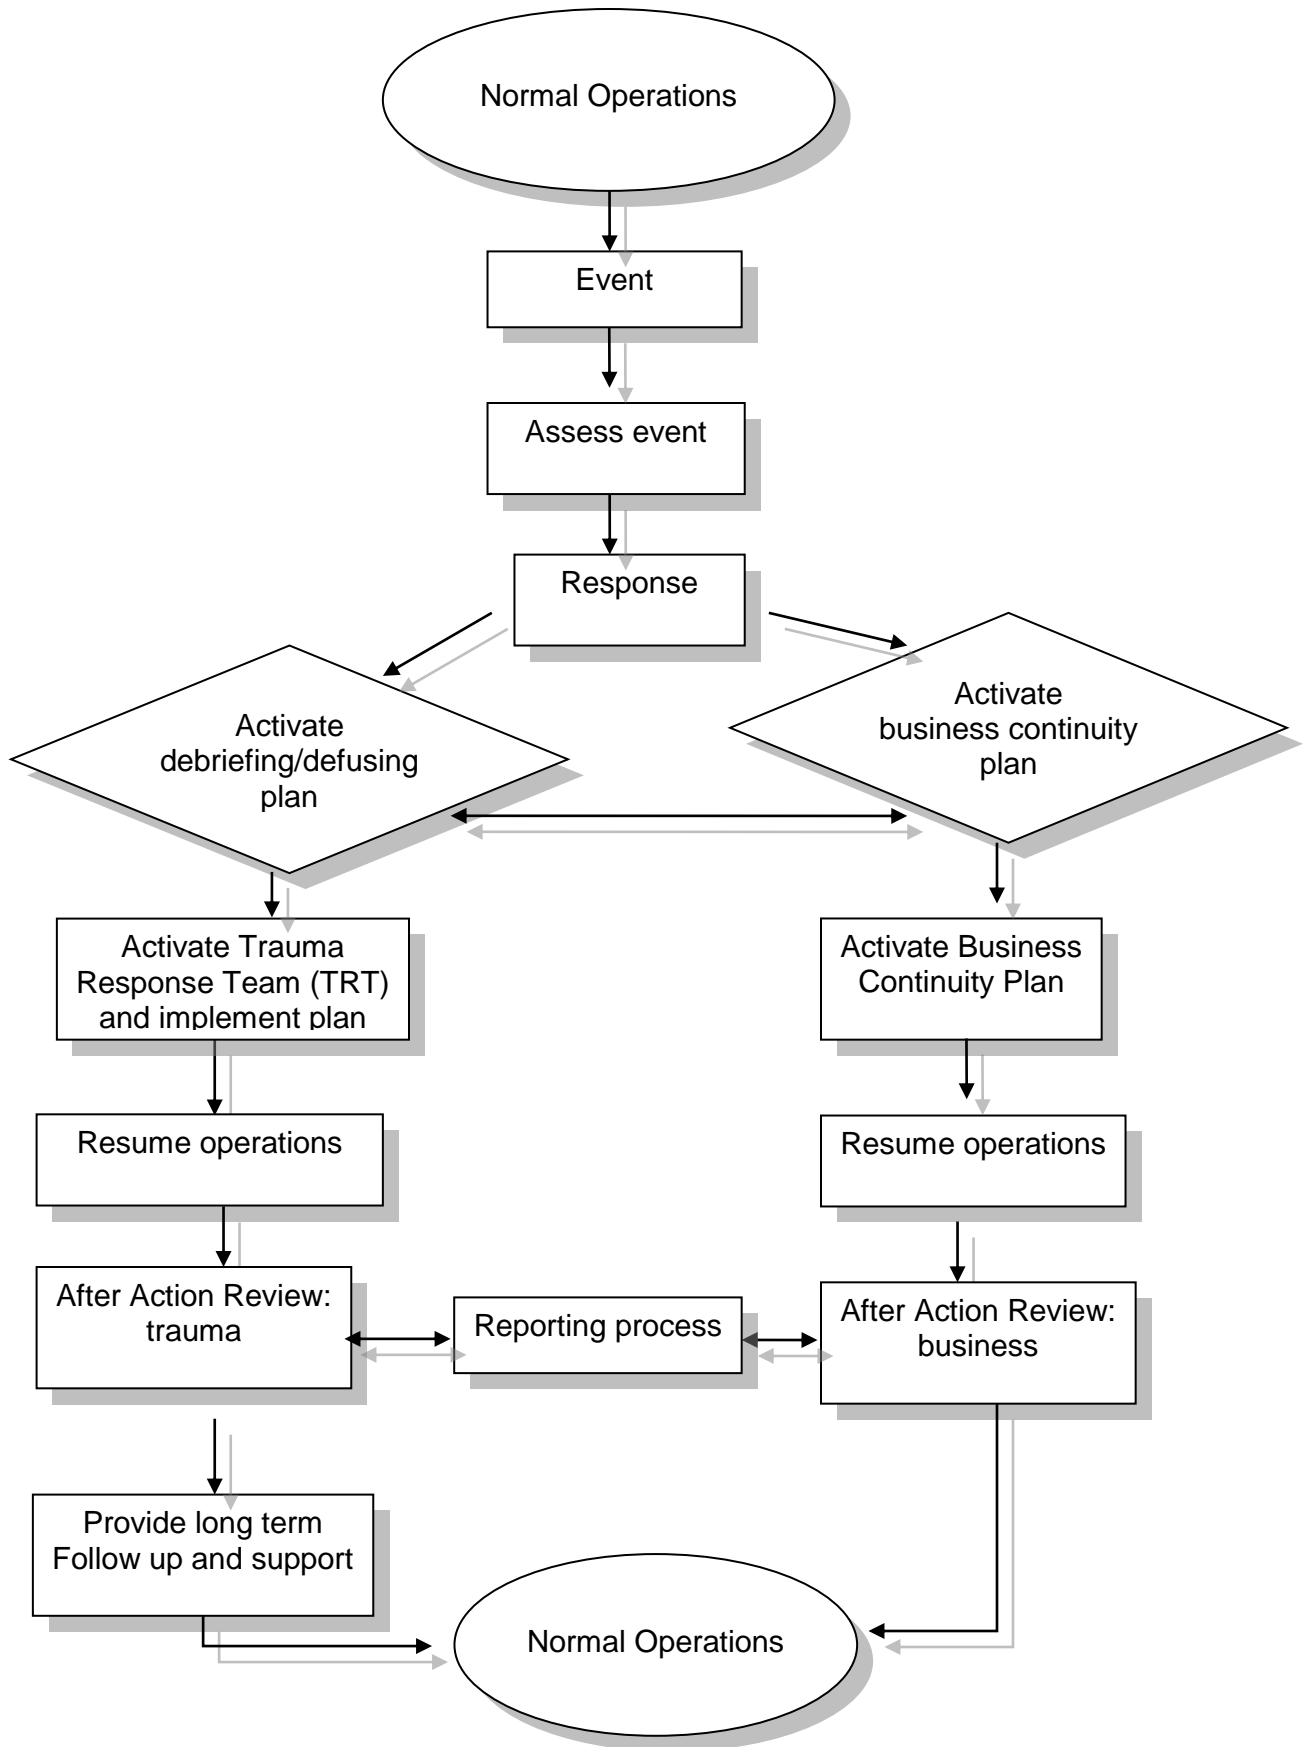 Normal Operations
Event
Assess event
Response
Activate
debriefing/defusing
plan
Activate
business continuity
plan
Activate Trauma
Response Team (TRT)
and implement plan
Activate Business
Continuity Plan
Resume operations
Resume operations
After Action Review:
trauma
Reporting process
After Action Review:
business
Provide long term
Follow up and support
Normal Operations